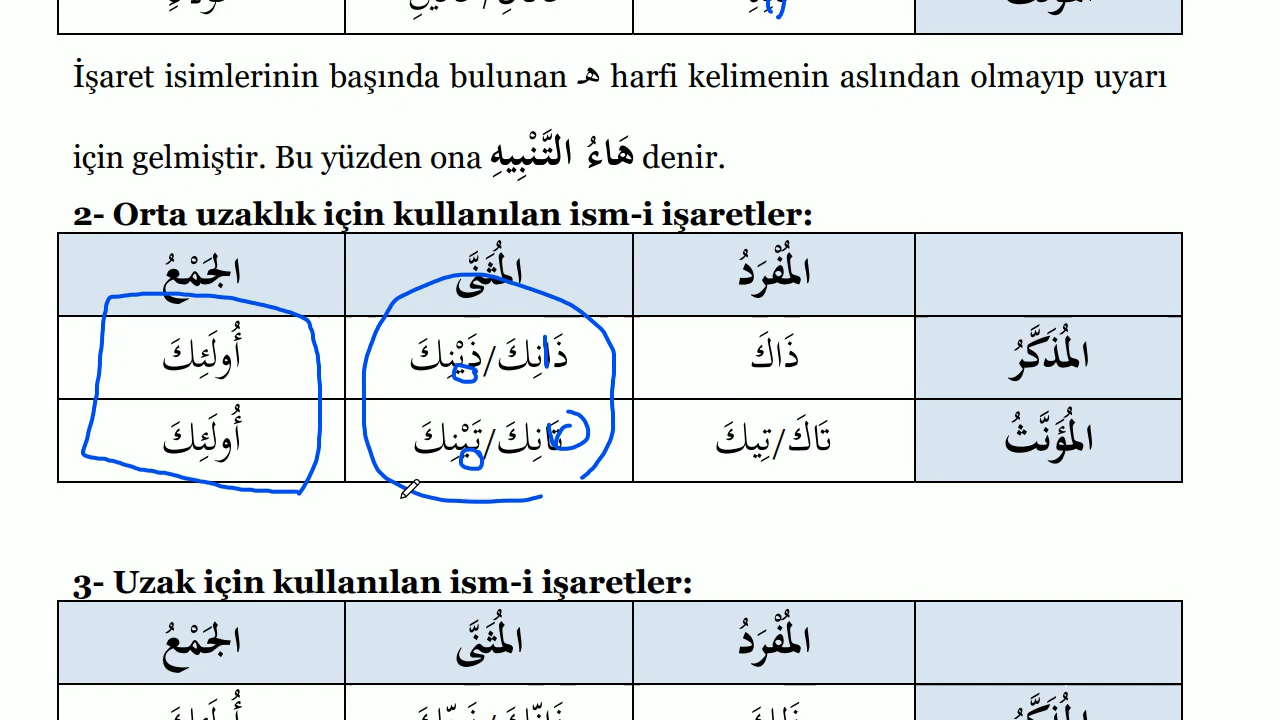 İşaret isimlerinin başında bulunan هـ harfi kelimenin aslından olmayıp uyarı
için gelmiştir. Bu yüzden ona هَاءُ التَّنْبِيهِ denir.
2- Orta uzaklık için kullanılan ism-i işaretler:
المُفْرَدُ المُثَنَّى الجَمْعُ
المُذَكَّرُ ذَاكَ ذَانِكَ/ذَيْنِكَ أُولَئِكَ
المُؤَنَّثُ تَاكَ/تِيكَ تَانِكَ/تَيْنِكَ أُولَئِكَ
3- Uzak için kullanılan ism-i işaretler:
المُفْرَدُ المُثَنَّى الجَمْعُ